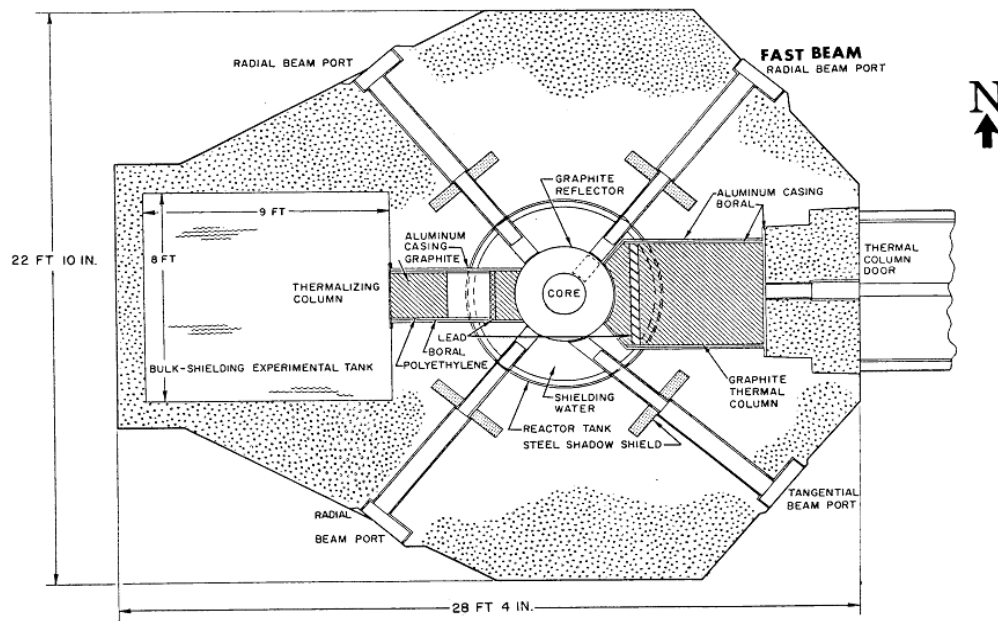 RADIAL BEAM PORT
FAST BEAM
RADIAL BEAM PORT
N
GRAPHITE
REFLECTOR
ALUMINUM CASING
BORAL
9 FT
ALUMINUM
CASING
GRAPHITE
THERMAL
COLUMN
DOOR
22 FT 10 IN.
8 FT
THERMALIZING
COLUMN
CORE
LEAD
BORAL
POLYETHYLENE
BULK-SHIELDING EXPERIMENTAL TANK
GRAPHITE
THERMAL
COLUMN
SHIELDING
WATER
REACTOR TANK
STEEL SHADOW SHIELD
TANGENTIAL
BEAM PORT
RADIAL
BEAM PORT
28 FT 4 IN.